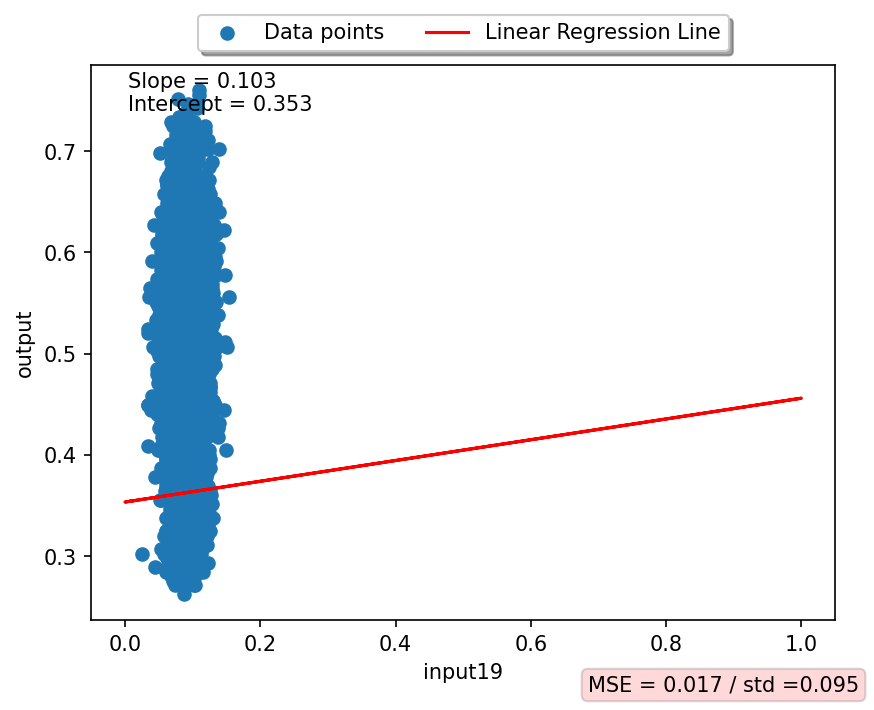 Data points
Linear Regression Line
Slope = 0.103
Intercept = 0.353
0.7
0.6
0.5
0.4
0.3
output
0.0
0.2
0.4
0.6
0.8
1.0
input19
MSE = 0.017 / std =0.095